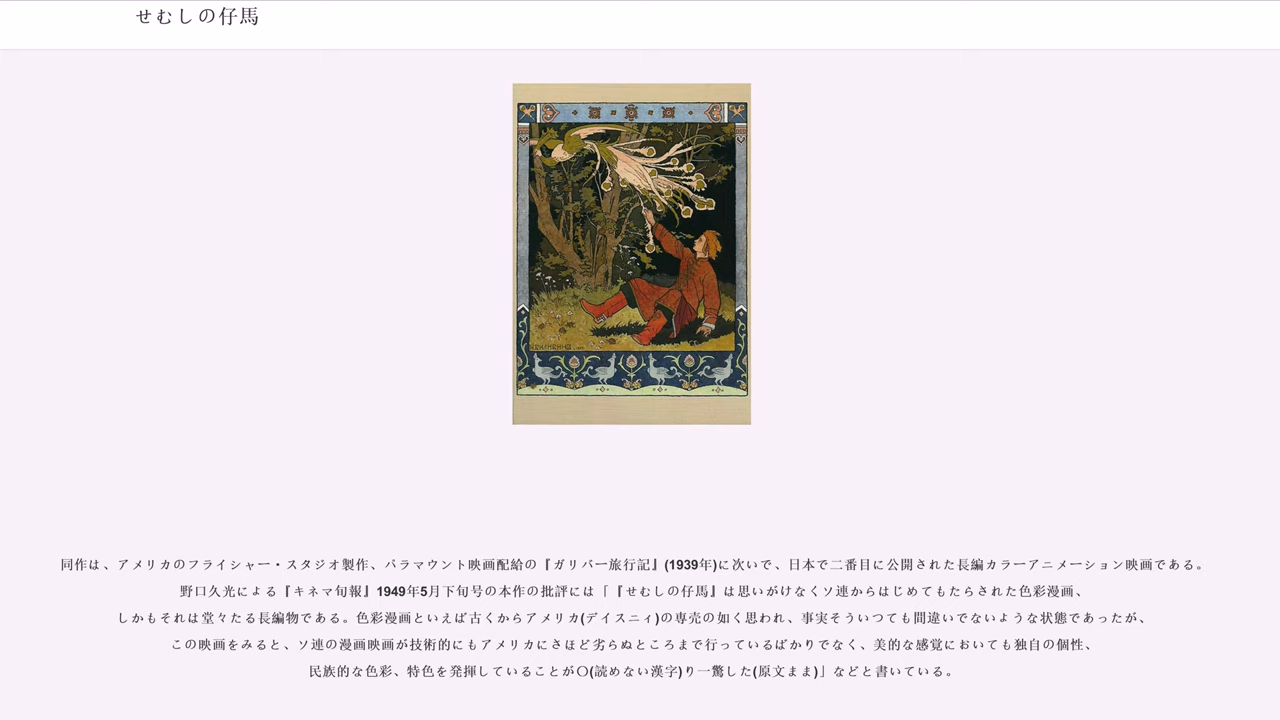 せむしの仔馬
同作は、アメリカのフライシャー・スタジオ製作、パラマウント映画配給の『ガリバー旅行記』(1939年)に次いで、日本で二番目に公開された長編カラーアニメーション映画である。
野口久光による『キネマ旬報』1949年5月下旬号の本作の批評には「『せむしの仔馬』は思いがけなくソ連からはじめてもたらされた色彩漫画、
しかもそれは堂々たる長編物である。色彩漫画といえば古くからアメリカ(デイスニィ)の専売の如く思われ、事実そういつても間違いでないような状態であったが、
この映画をみると、ソ連の漫画映画が技術的にもアメリカにさほど劣らぬところまで行っているばかりでなく、美的な感覚においても独自の個性、
民族的な色彩、特色を発揮していることが〇(読めない漢字)り一驚した(原文まま)」などと書いている。